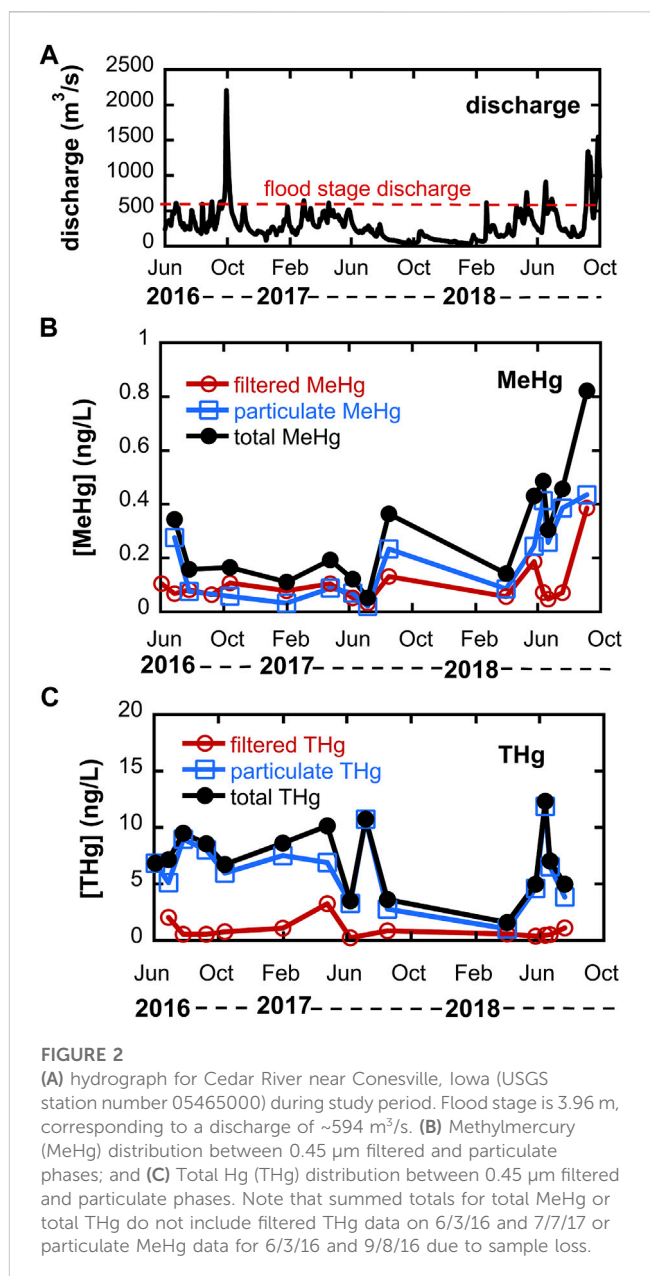 A
discharge (m³/s)
2500
2000
1500
1000
500
0
discharge
flood stage discharge
Jun Oct Feb Jun Oct Feb Jun Oct
2016 ---- 2017 ---------- 2018 ------
B
[MeHg] (ng/L)
1
0.8
0.6
0.4
0.2
0
MeHg
filtered MeHg
particulate MeHg
total MeHg
Jun Oct Feb Jun Oct Feb Jun Oct
2016 ---- 2017 ---------- 2018 ------
C
[THg] (ng/L)
20
15
10
5
0
THg
filtered THg
particulate THg
total THg
Jun Oct Feb Jun Oct Feb Jun Oct
2016 ---- 2017 ---------- 2018 ------
FIGURE 2
(A) hydrograph for Cedar River near Conesville, Iowa (USGS
station number 05465000) during study period. Flood stage is 3.96 m,
corresponding to a discharge of ~594 m³/s. (B) Methylmercury
(MeHg) distribution between 0.45 μm filtered and particulate
phases; and (C) Total Hg (THg) distribution between 0.45 μm filtered
and particulate phases. Note that summed totals for total MeHg or
total THg do not include filtered THg data on 6/3/16 and 7/7/17 or
particulate MeHg data for 6/3/16 and 9/8/16 due to sample loss.